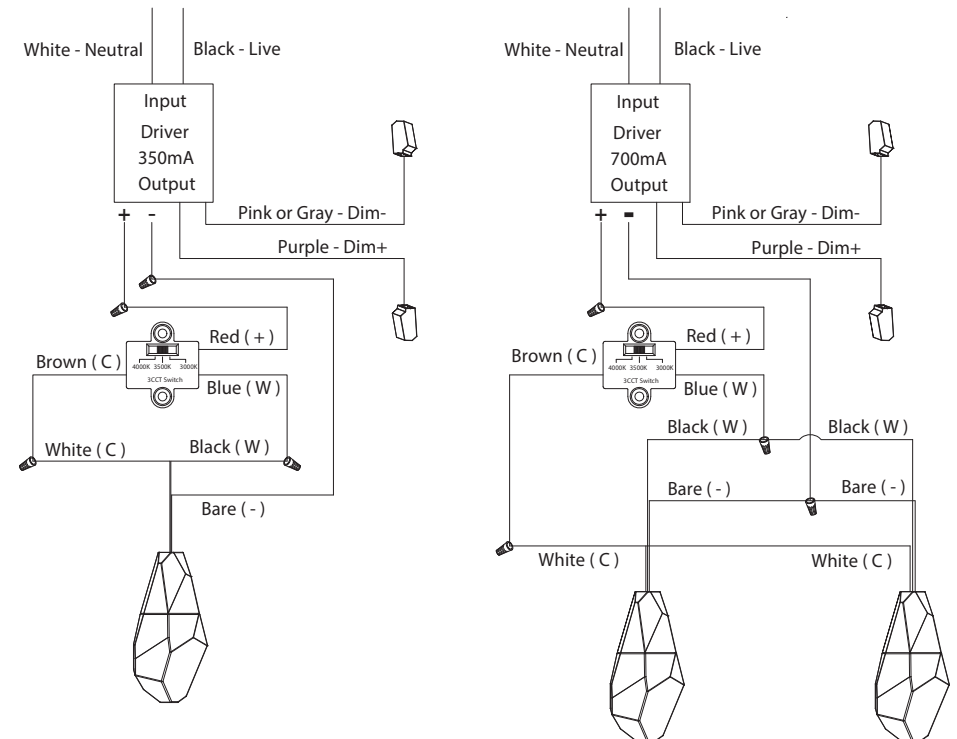 White - Neutral
Black - Live
Input
Driver
350mA
Output
+ -
Pink or Gray - Dim-
Purple - Dim+
Red ( + )
Brown ( C )
4000K 3500K 3000K
3CCT Switch
Blue ( W )
White ( C )
Black ( W )
Bare ( - )
White - Neutral
Black - Live
Input
Driver
700mA
Output
+ -
Pink or Gray - Dim-
Purple - Dim+
Red ( + )
Brown ( C )
4000K 3500K 3000K
3CCT Switch
Blue ( W )
Black ( W )
Black ( W )
Bare ( - )
Bare ( - )
White ( C )
White ( C )